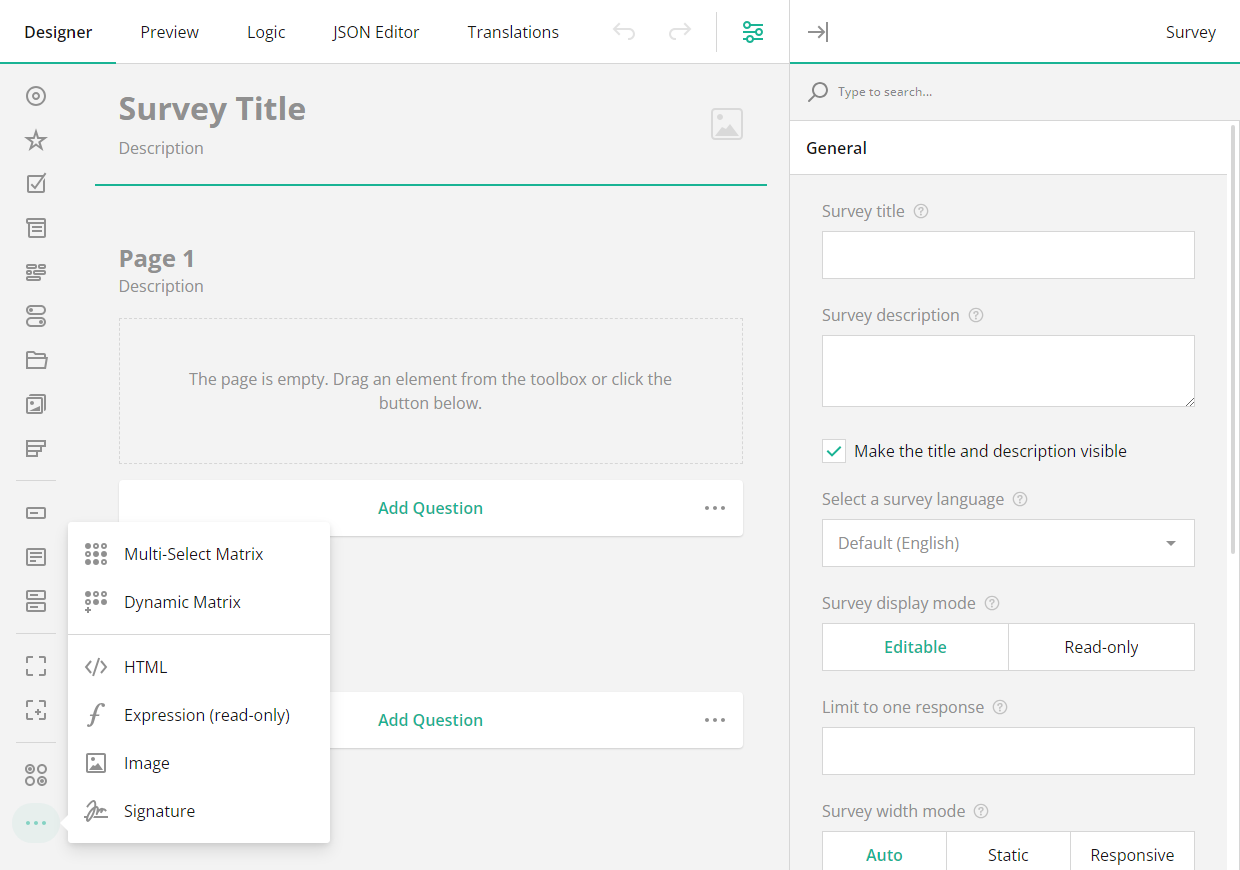 Designer Preview Logic JSON Editor Translations
Survey
Type to search...
General
Survey Title
Description
Page 1
Description
The page is empty. Drag an element from the toolbox or click the
button below.
Add Question
Multi-Select Matrix
Dynamic Matrix
HTML
Expression (read-only)
Image
Signature
Add Question
Survey title
Survey description
Make the title and description visible
Select a survey language
Default (English)
Survey display mode
Editable Read-only
Limit to one response
Survey width mode
Auto Static Responsive